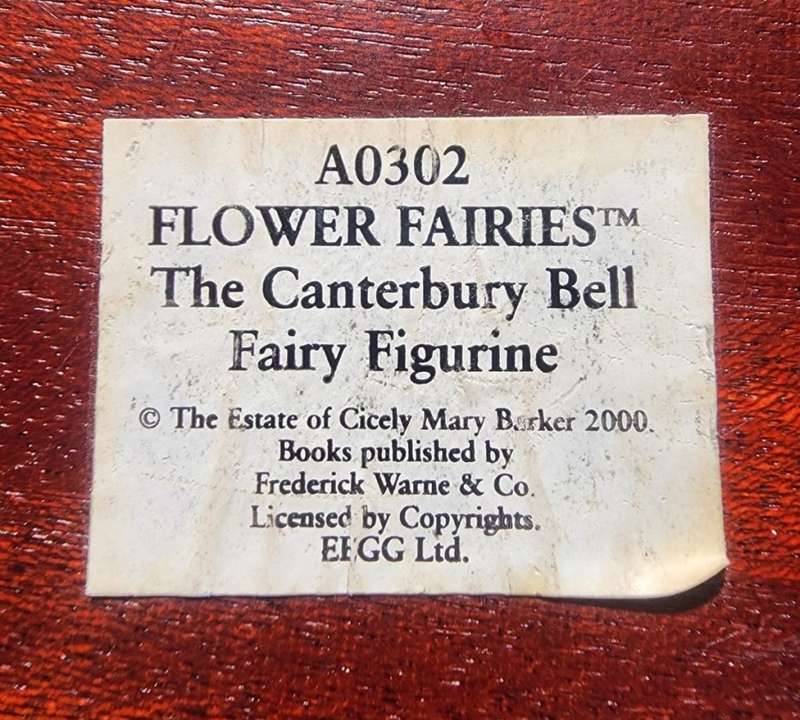 A0302
FLOWER FAIRIES™
The Canterbury Bell
Fairy Figurine
© The Estate of Cicely Mary Barker 2000.
Books published by
Frederick Warne & Co.
Licensed by Copyrights.
Ltd.